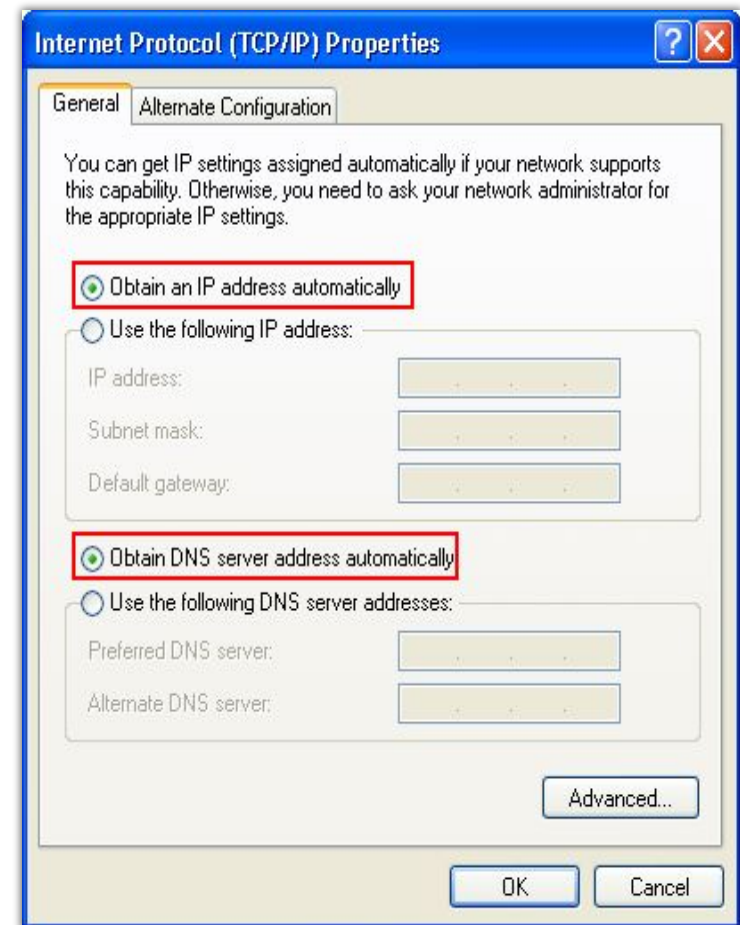 Internet Protocol (TCP/IP) Properties
General
Alternate Configuration
You can get IP settings assigned automatically if your network supports
this capability. Otherwise, you need to ask your network administrator for
the appropriate IP settings.
Obtain an IP address automatically
Use the following IP address:
IP address:
Subnet mask:
Default gateway:
Obtain DNS server address automatically
Use the following DNS server addresses:
Preferred DNS server:
Alternate DNS server:
Advanced...
OK
Cancel